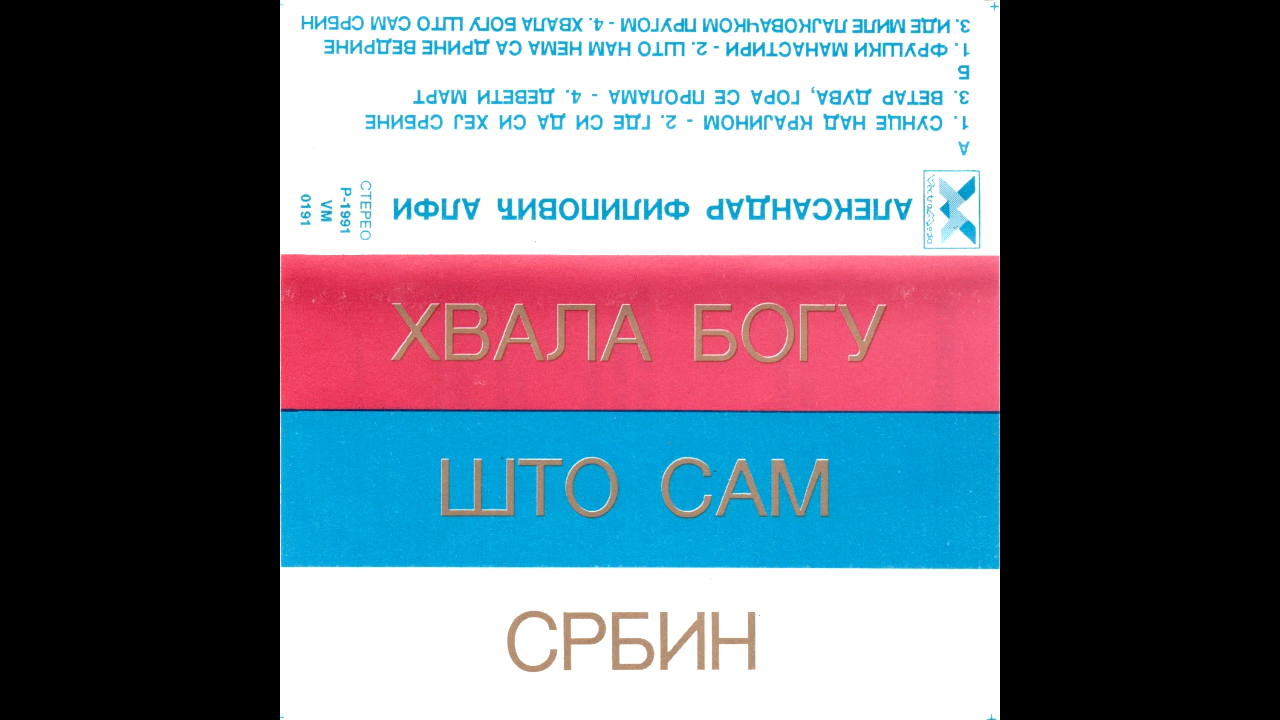 ХВАЛА БОГУ
ШТО САМ
СРБИН
АЛЕКСАНДАР ФИЛИПОВИЋ АЛФИ
СТЕРЕО
P-1991
VM
0191
А
1. СУНЦЕ НАД КРАЈИНОМ - 2. ГДЕ СИ ДА СИ ХЕЈ СРБИНЕ
3. ВЕТАР ДУВА, ГОРА СЕ ПРОЛАМА - 4. ДЕВЕТИ МАРТ
Б
1. ФРУШКИ МАНАСТИРИ - 2. ШТО НАМ НЕМА СА ДРИНЕ ВЕДРИНЕ
3. ИДЕ МИЛЕ ЛАЈКОВАЧКОМ ПРУГОМ - 4. ХВАЛА БОГУ ШТО САМ СРБИН